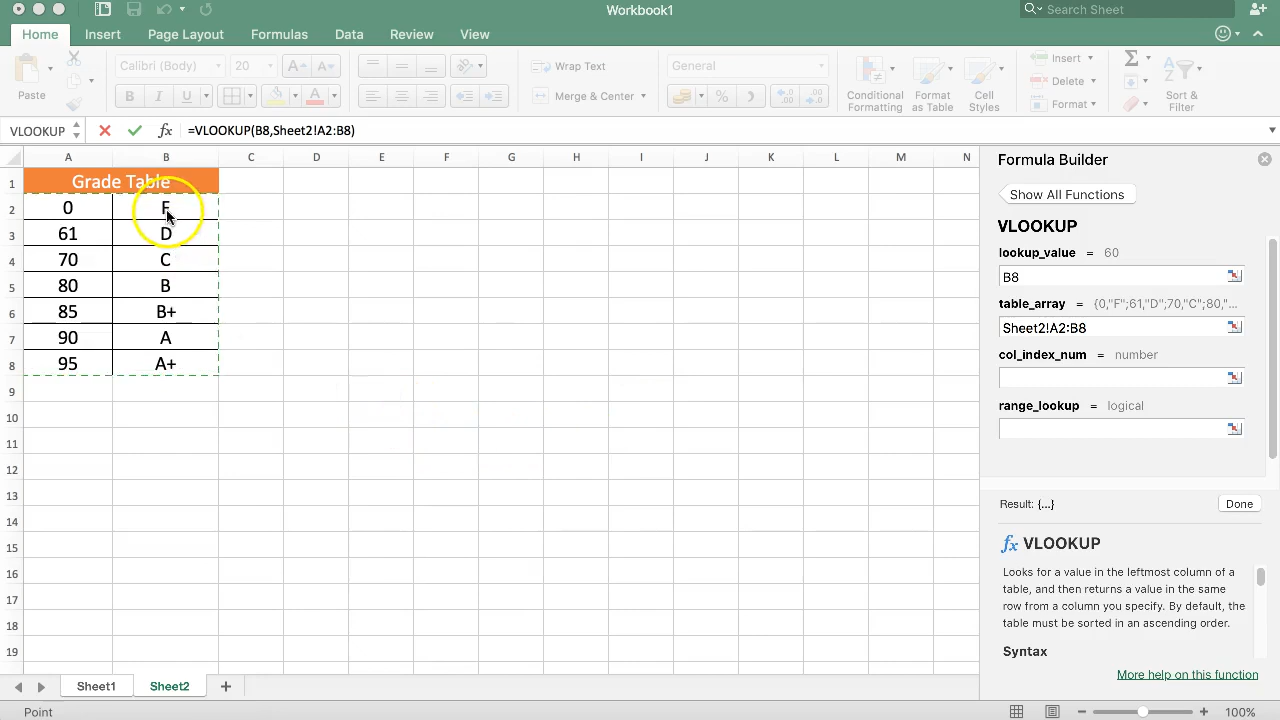 Workbook1
Search Sheet
Home Insert Page Layout Formulas Data Review View
Paste
Calibri (Body) 20 A A
B I U A
Wrap Text
Merge & Center
General
%
Conditional Formatting
Format as Table
Cell Styles
Insert
Delete
Format
Sort & Filter
VLOOKUP fx =VLOOKUP(B8,Sheet2!A2:B8)
A B C D E F G H I J K L M N
1 Grade Table
2 0 F
3 61 D
4 70 C
5 80 B
6 85 B+
7 90 A
8 95 A+
9
10
11
12
13
14
15
16
17
18
19
Formula Builder
Show All Functions
VLOOKUP
lookup_value = 60
B8
table_array = {0,"F";61,"D";70,"C";80,"...
Sheet2!A2:B8
col_index_num = number
range_lookup = logical
Result: {...} Done
fx VLOOKUP
Looks for a value in the leftmost column of a
table, and then returns a value in the same
row from a column you specify. By default, the
table must be sorted in an ascending order.
Syntax
More help on this function
Sheet1 Sheet2
Point 100%